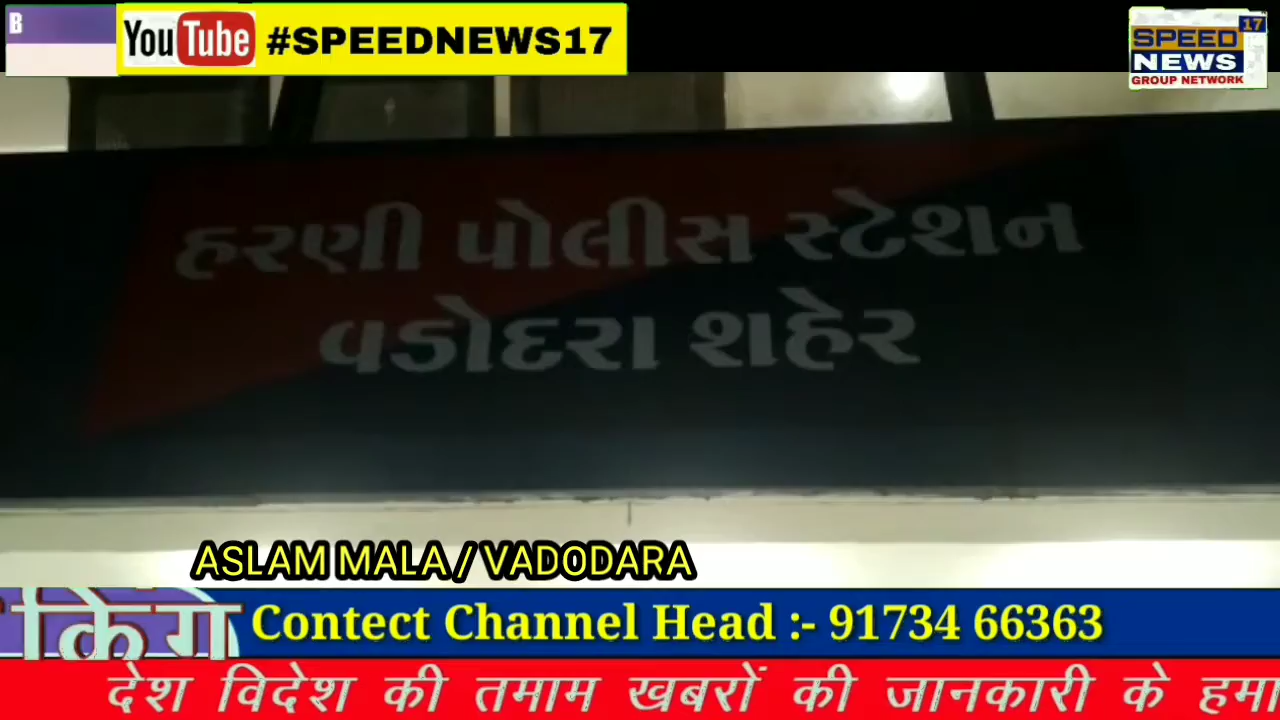 B
YouTube #SPEEDNEWS17
17
SPEED
NEWS
GROUP NETWORK
હરણી પોલીસ સ્ટેશન
વડોદરા શહેર
ASLAM MALA / VADODARA
Contect Channel Head :- 91734 66363
देश विदेश की तमाम खबरों की जानकारी के